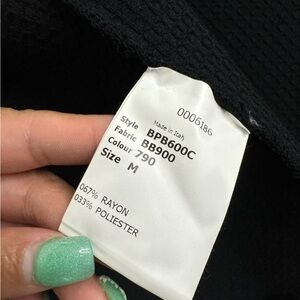 0006186
Made in Italy
Style BPB600C
Fabric BB900
Colour 790
Size M
067% RAYON
033% POLIESTER